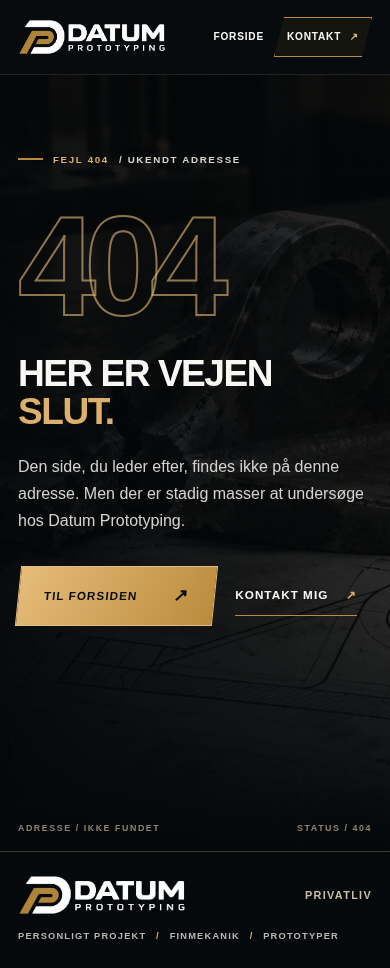 DATUM
PROTOTYPING
FORSIDE
KONTAKT ↗
FEJL 404 / UKENDT ADRESSE
404
HER ER VEJEN
SLUT.
Den side, du leder efter, findes ikke på denne
adresse. Men der er stadig masser at undersøge
hos Datum Prototyping.
TIL FORSIDEN ↗
KONTAKT MIG ↗
ADRESSE / IKKE FUNDET
STATUS / 404
DATUM
PROTOTYPING
PRIVATLIV
PERSONLIGT PROJEKT / FINMEKANIK / PROTOTYPER